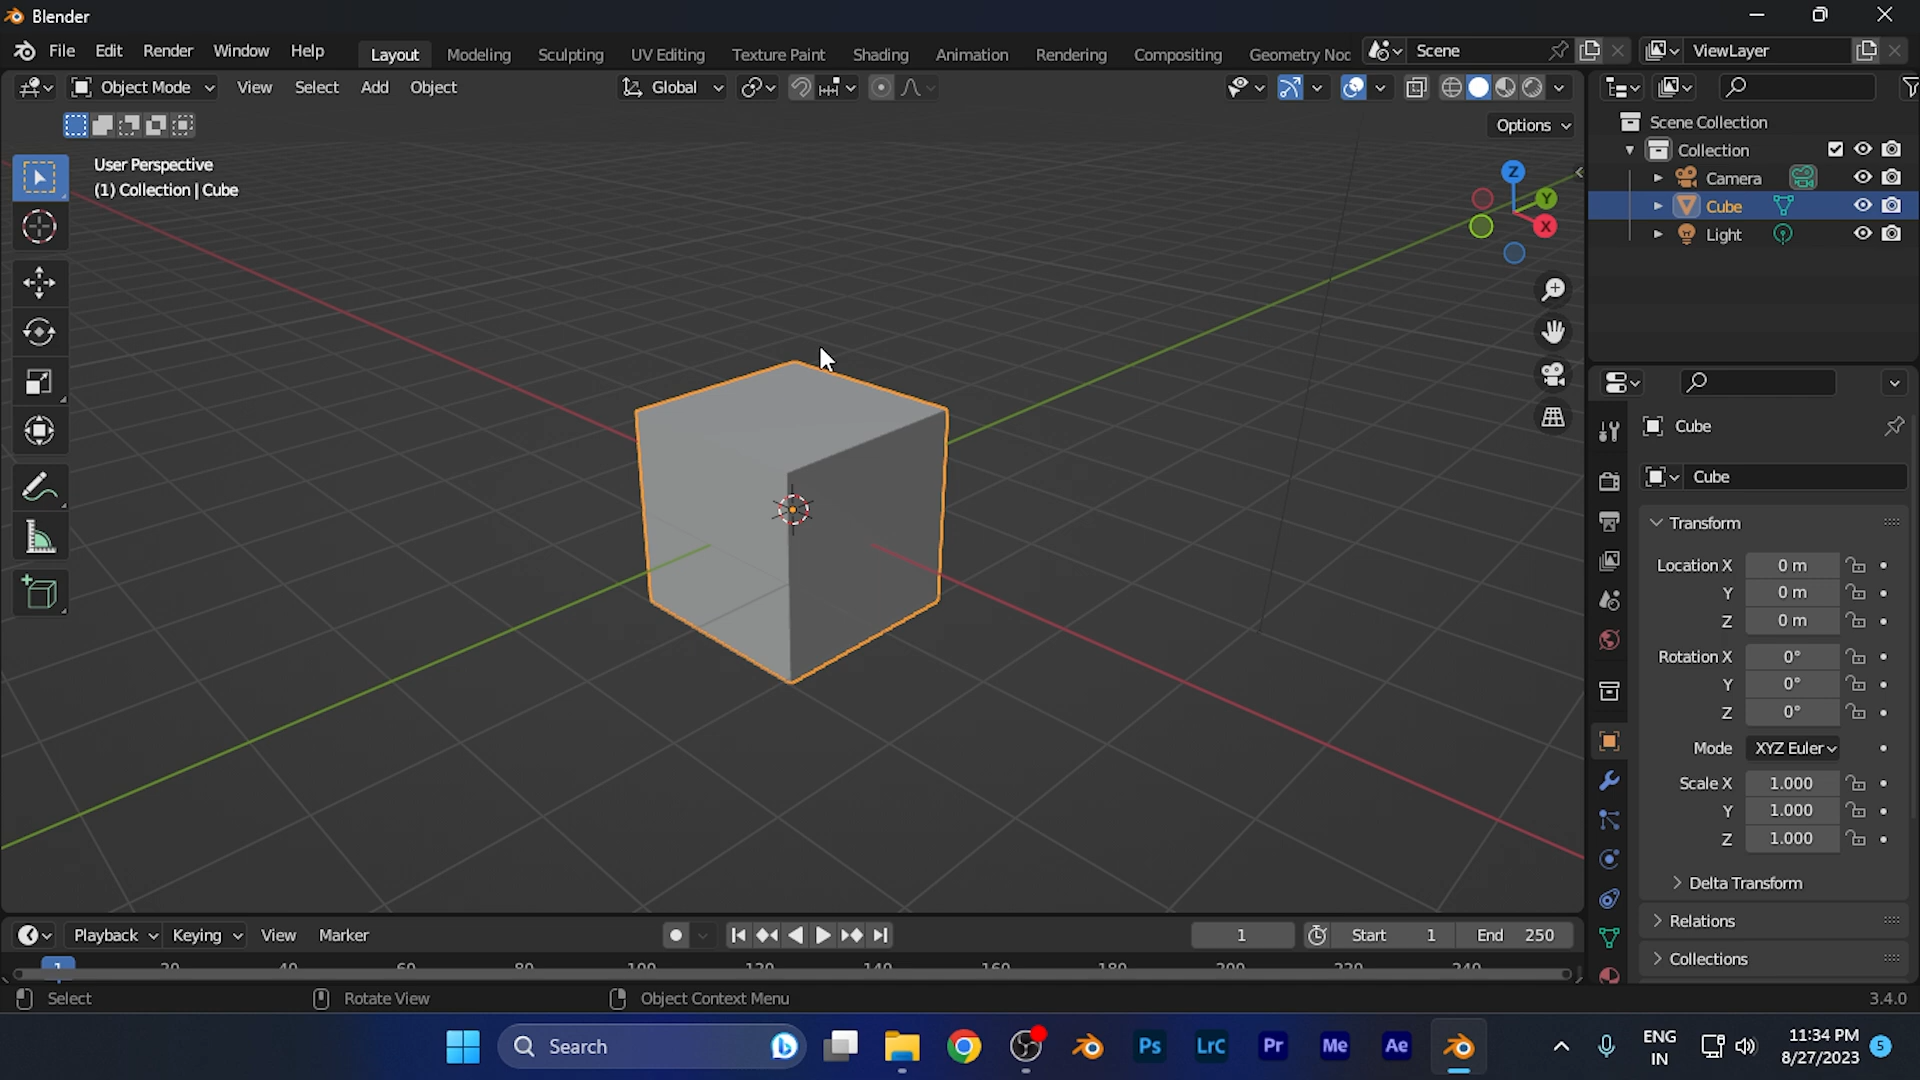 Blender
File Edit Render Window Help
Layout Modeling Sculpting UV Editing Texture Paint Shading Animation Rendering Compositing Geometry Noc
Scene
ViewLayer
Object Mode View Select Add Object
Global
Options
User Perspective
(1) Collection | Cube
Z
Y
X
Scene Collection
Collection
Camera
Cube
Light
Cube
Cube
Transform
Location X 0 m
Y 0 m
Z 0 m
Rotation X 0°
Y 0°
Z 0°
Mode XYZ Euler
Scale X 1.000
Y 1.000
Z 1.000
Delta Transform
Relations
Collections
Playback Keying View Marker
1
Start 1
End 250
1 20 40 60 80 100 120 140 160 180 200 220 240
Select
Rotate View
Object Context Menu
3.4.0
Search
Ps
LrC
Pr
Me
Ae
ENG
IN
11:34 PM
8/27/2023
5